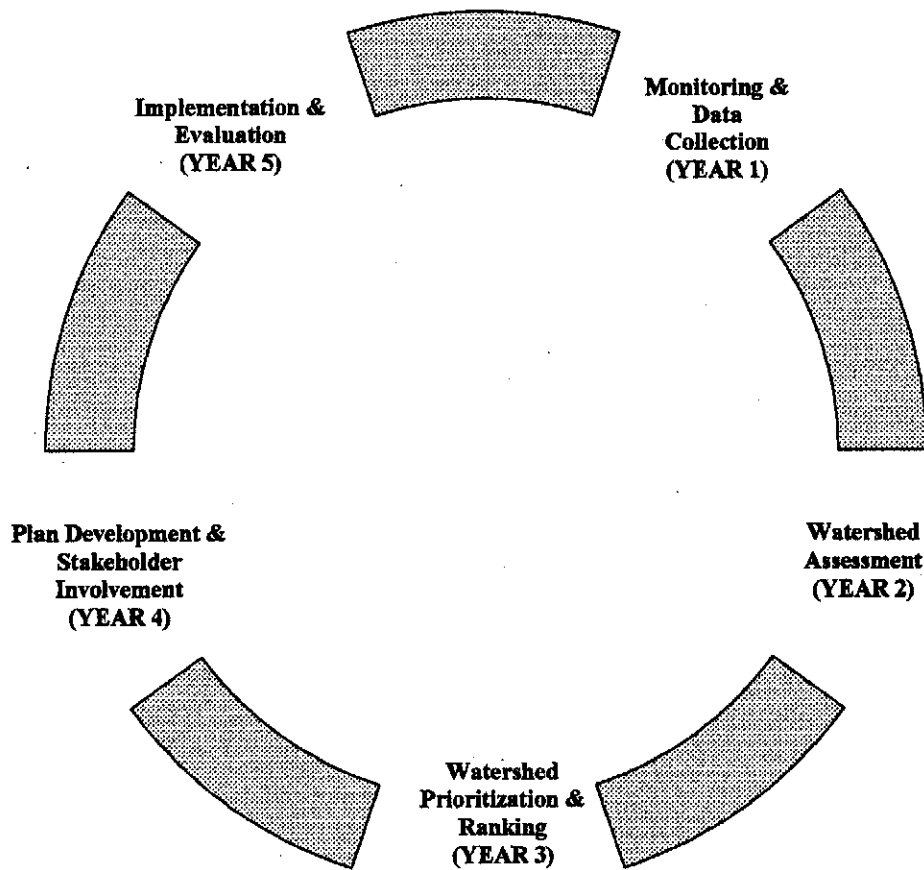 Monitoring &
Data
Collection
(YEAR 1)
Watershed
Assessment
(YEAR 2)
Watershed
Prioritization &
Ranking
(YEAR 3)
Plan Development &
Stakeholder
Involvement
(YEAR 4)
Implementation &
Evaluation
(YEAR 5)